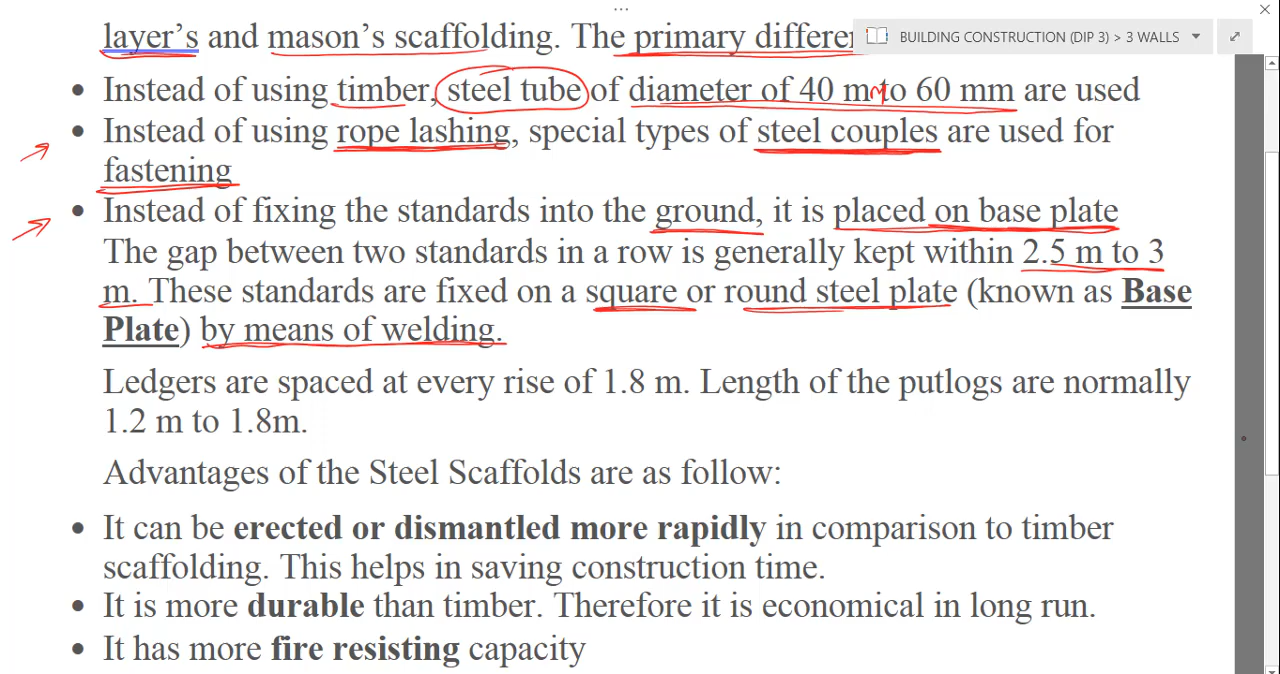 ...
layer's and mason's scaffolding. The primary differen
BUILDING CONSTRUCTION (DIP 3) > 3 WALLS
• Instead of using timber, steel tube of diameter of 40 mm to 60 mm are used
• Instead of using rope lashing, special types of steel couples are used for
fastening
• Instead of fixing the standards into the ground, it is placed on base plate
The gap between two standards in a row is generally kept within 2.5 m to 3
m. These standards are fixed on a square or round steel plate (known as Base
Plate) by means of welding.
Ledgers are spaced at every rise of 1.8 m. Length of the putlogs are normally
1.2 m to 1.8m.
Advantages of the Steel Scaffolds are as follow:
• It can be erected or dismantled more rapidly in comparison to timber
scaffolding. This helps in saving construction time.
• It is more durable than timber. Therefore it is economical in long run.
• It has more fire resisting capacity